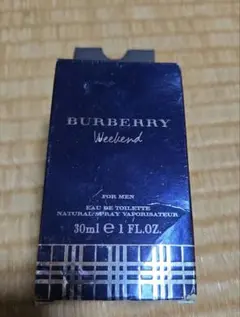 BURBERRY
Weekend
FOR MEN
EAU DE TOILETTE
NATURAL SPRAY VAPORISATEUR
30ml e 1 FL.OZ.